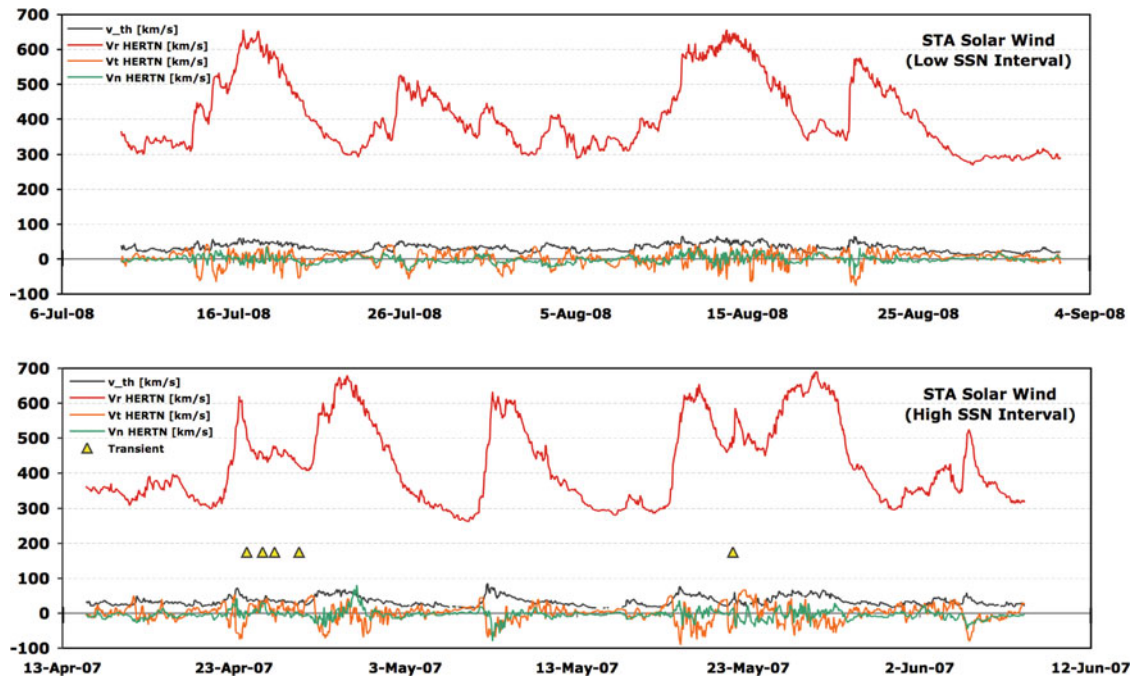 700
600
500
400
300
200
100
0
-100
v_th [km/s]
Vr HERTN [km/s]
Vt HERTN [km/s]
Vn HERTN [km/s]
STA Solar Wind
(Low SSN Interval)
6-Jul-08 16-Jul-08 26-Jul-08 5-Aug-08 15-Aug-08 25-Aug-08 4-Sep-08
700
600
500
400
300
200
100
0
-100
v_th [km/s]
Vr HERTN [km/s]
Vt HERTN [km/s]
Vn HERTN [km/s]
Transient
STA Solar Wind
(High SSN Interval)
13-Apr-07 23-Apr-07 3-May-07 13-May-07 23-May-07 2-Jun-07 12-Jun-07